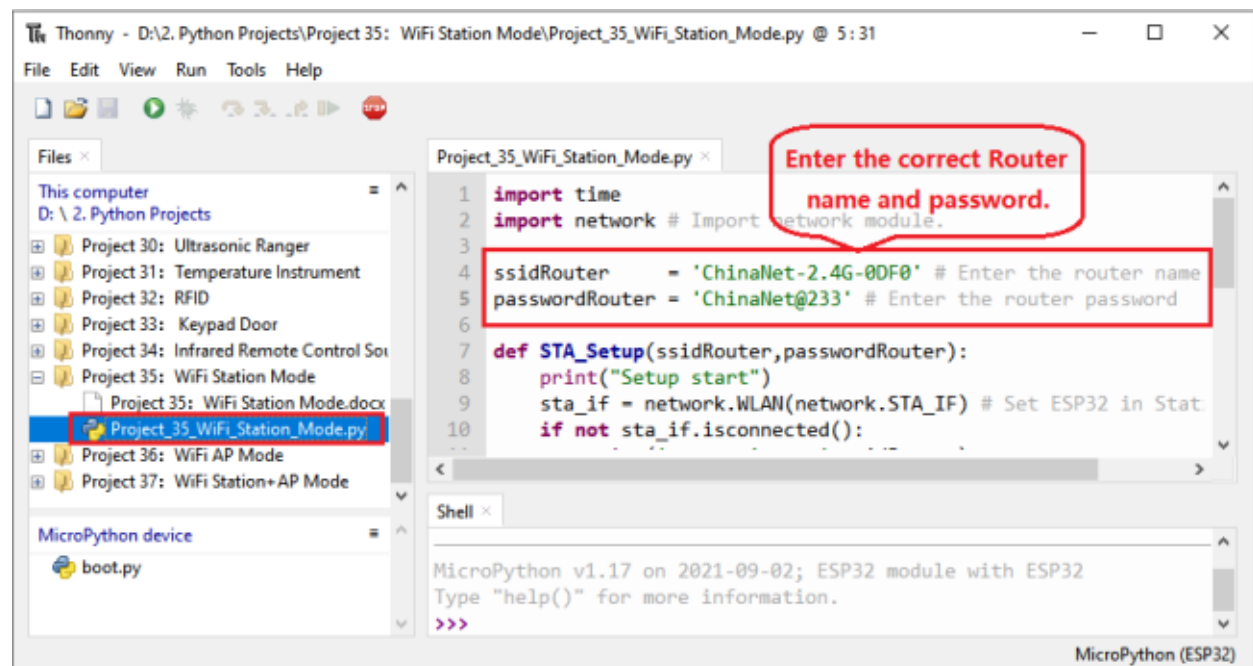 Thonny - D:\2. Python Projects\Project 35: WiFi Station Mode\Project_35_WiFi_Station_Mode.py @ 5:31
File Edit View Run Tools Help
STOP
Files ×
This computer
D: \ 2. Python Projects
Project 30: Ultrasonic Ranger
Project 31: Temperature Instrument
Project 32: RFID
Project 33: Keypad Door
Project 34: Infrared Remote Control Sou
Project 35: WiFi Station Mode
Project 35: WiFi Station Mode.docx
Project_35_WiFi_Station_Mode.py
Project 36: WiFi AP Mode
Project 37: WiFi Station+AP Mode
MicroPython device
boot.py
Project_35_WiFi_Station_Mode.py ×
Enter the correct Router
name and password.
1 import time
2 import network # Import network module.
3
4 ssidRouter     = 'ChinaNet-2.4G-0DF0' # Enter the router name
5 passwordRouter = 'ChinaNet@233' # Enter the router password
6
7 def STA_Setup(ssidRouter,passwordRouter):
8     print("Setup start")
9     sta_if = network.WLAN(network.STA_IF) # Set ESP32 in Stat
10     if not sta_if.isconnected():
Shell ×
MicroPython v1.17 on 2021-09-02; ESP32 module with ESP32
Type "help()" for more information.
>>>
MicroPython (ESP32)